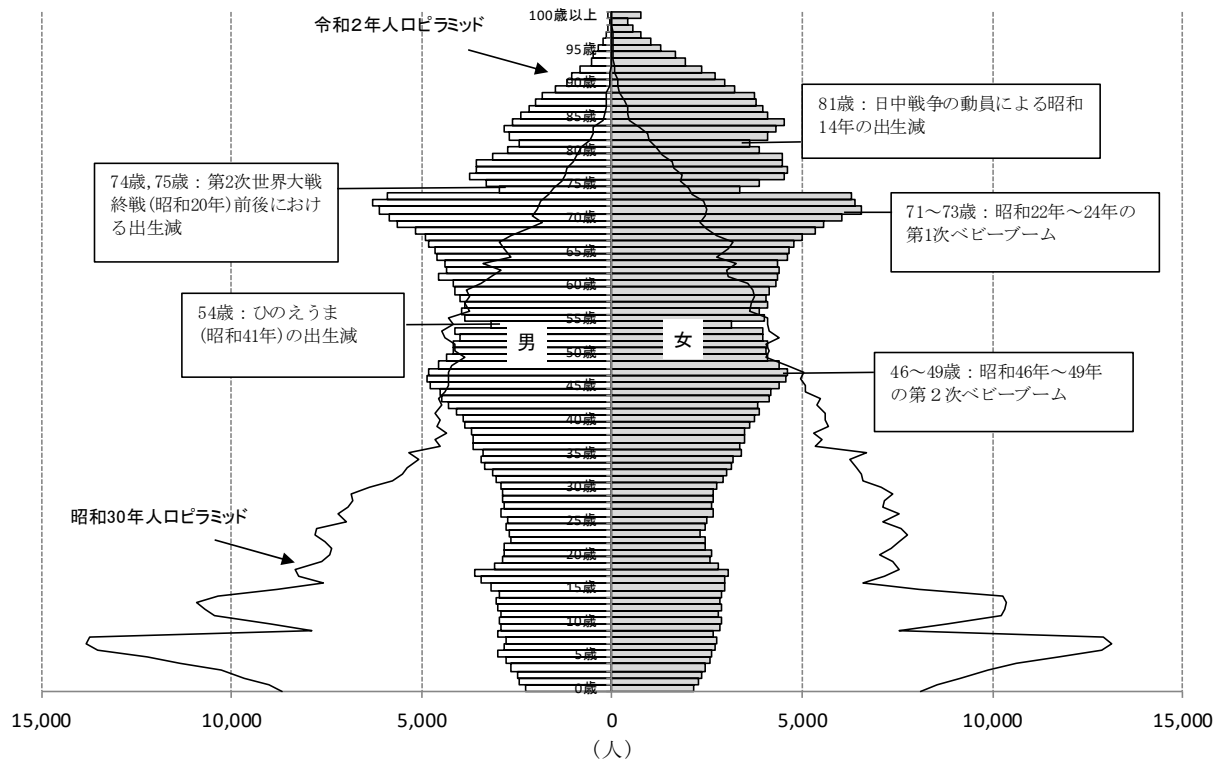 令和2年人口ピラミッド
100歳以上
95歳
90歳
85歳
80歳
75歳
70歳
65歳
60歳
55歳
50歳
45歳
40歳
35歳
30歳
25歳
20歳
15歳
10歳
5歳
0歳
81歳：日中戦争の動員による昭和
14年の出生減
74歳,75歳：第2次世界大戦
終戦(昭和20年)前後におけ
る出生減
71～73歳：昭和22年～24年の
第1次ベビーブーム
54歳：ひのえうま
(昭和41年)の出生減
男
女
46～49歳：昭和46年～49年
の第２次ベビーブーム
昭和30年人口ピラミッド
15,000
10,000
5,000
0
5,000
10,000
15,000
（人）